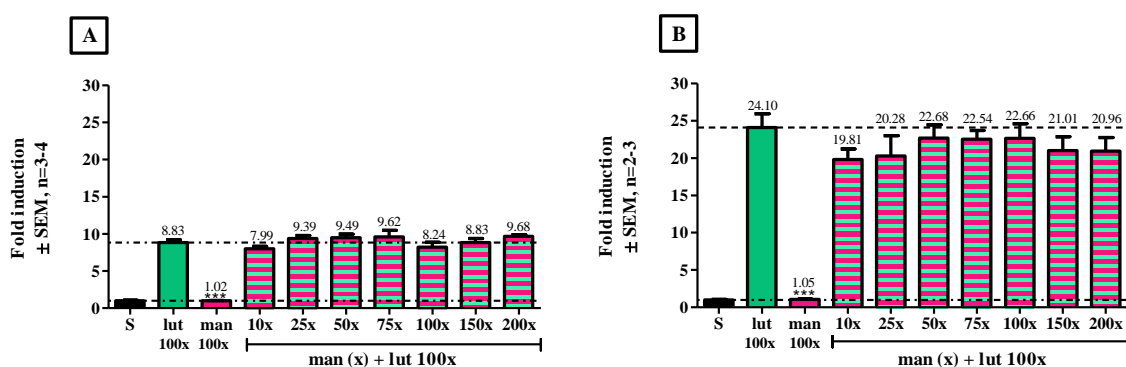 A
Fold induction
± SEM, n=3-4
30
25
20
15
10
5
0
8.83
1.02
***
7.99
9.39
9.49
9.62
8.24
8.83
9.68
S lut man 10x 25x 50x 75x 100x 150x 200x
100x 100x
man (x) + lut 100x
B
Fold induction
± SEM, n=2-3
30
25
20
15
10
5
0
24.10
1.05
***
19.81
20.28
22.68
22.54
22.66
21.01
20.96
S lut man 10x 25x 50x 75x 100x 150x 200x
100x 100x
man (x) + lut 100x